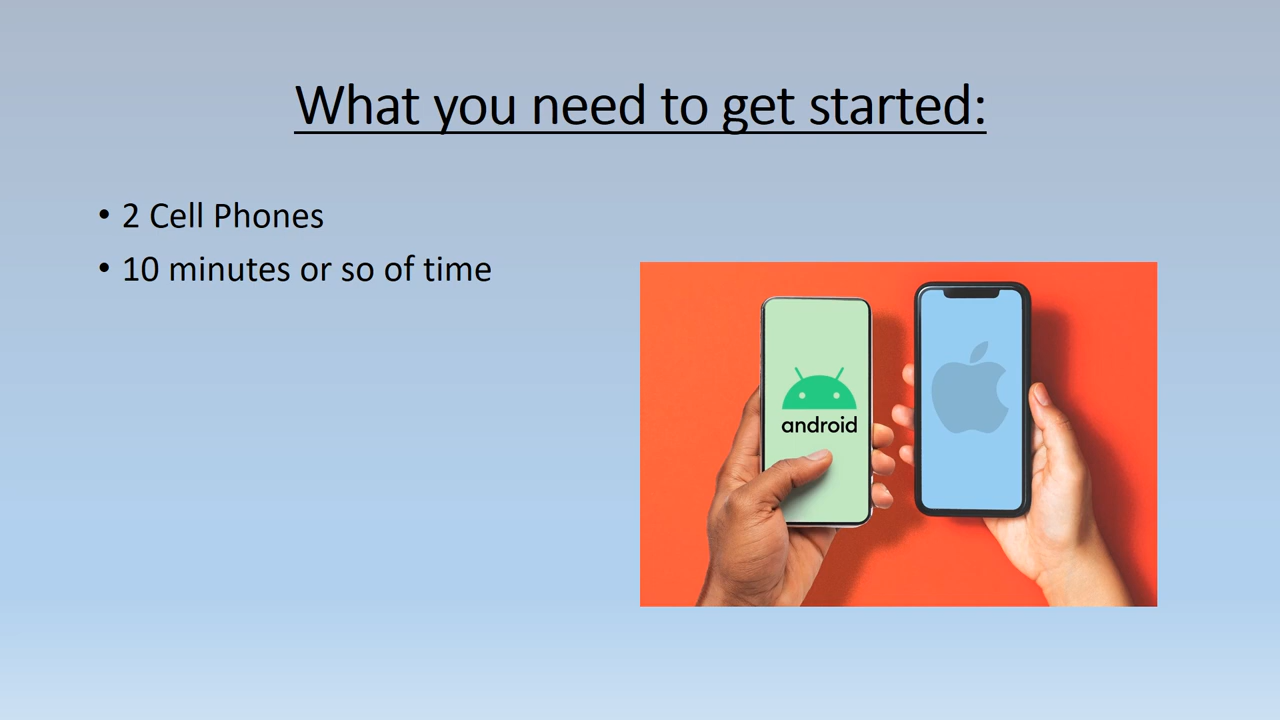 What you need to get started:
• 2 Cell Phones
• 10 minutes or so of time
android